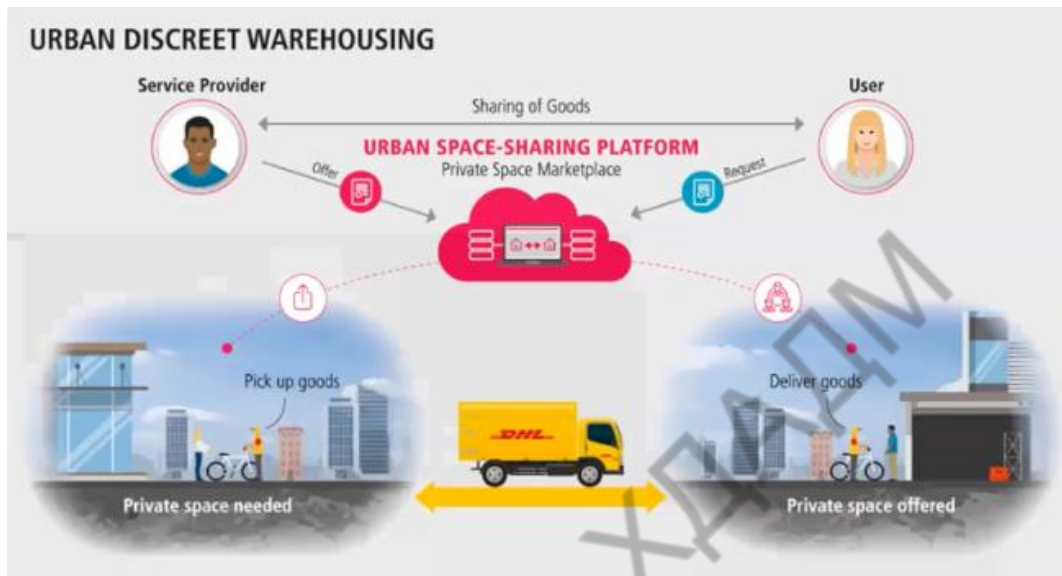 URBAN DISCREET WAREHOUSING
Service Provider
User
Sharing of Goods
URBAN SPACE-SHARING PLATFORM
Private Space Marketplace
Offer
Request
Pick up goods
Deliver goods
DHL
Private space needed
Private space offered
ХДАДМ